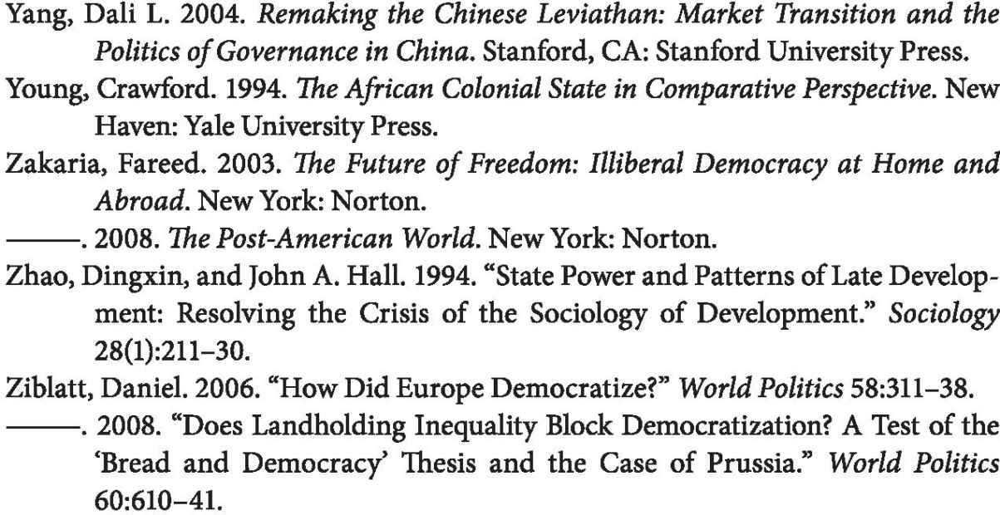 Yang, Dali L. 2004. Remaking the Chinese Leviathan: Market Transition and the
Politics of Governance in China. Stanford, CA: Stanford University Press.
Young, Crawford. 1994. The African Colonial State in Comparative Perspective. New
Haven: Yale University Press.
Zakaria, Fareed. 2003. The Future of Freedom: Illiberal Democracy at Home and
Abroad. New York: Norton.
———. 2008. The Post-American World. New York: Norton.
Zhao, Dingxin, and John A. Hall. 1994. “State Power and Patterns of Late Develop-
ment: Resolving the Crisis of the Sociology of Development.” Sociology
28(1):211–30.
Ziblatt, Daniel. 2006. “How Did Europe Democratize?” World Politics 58:311–38.
———. 2008. “Does Landholding Inequality Block Democratization? A Test of the
‘Bread and Democracy’ Thesis and the Case of Prussia.” World Politics
60:610–41.